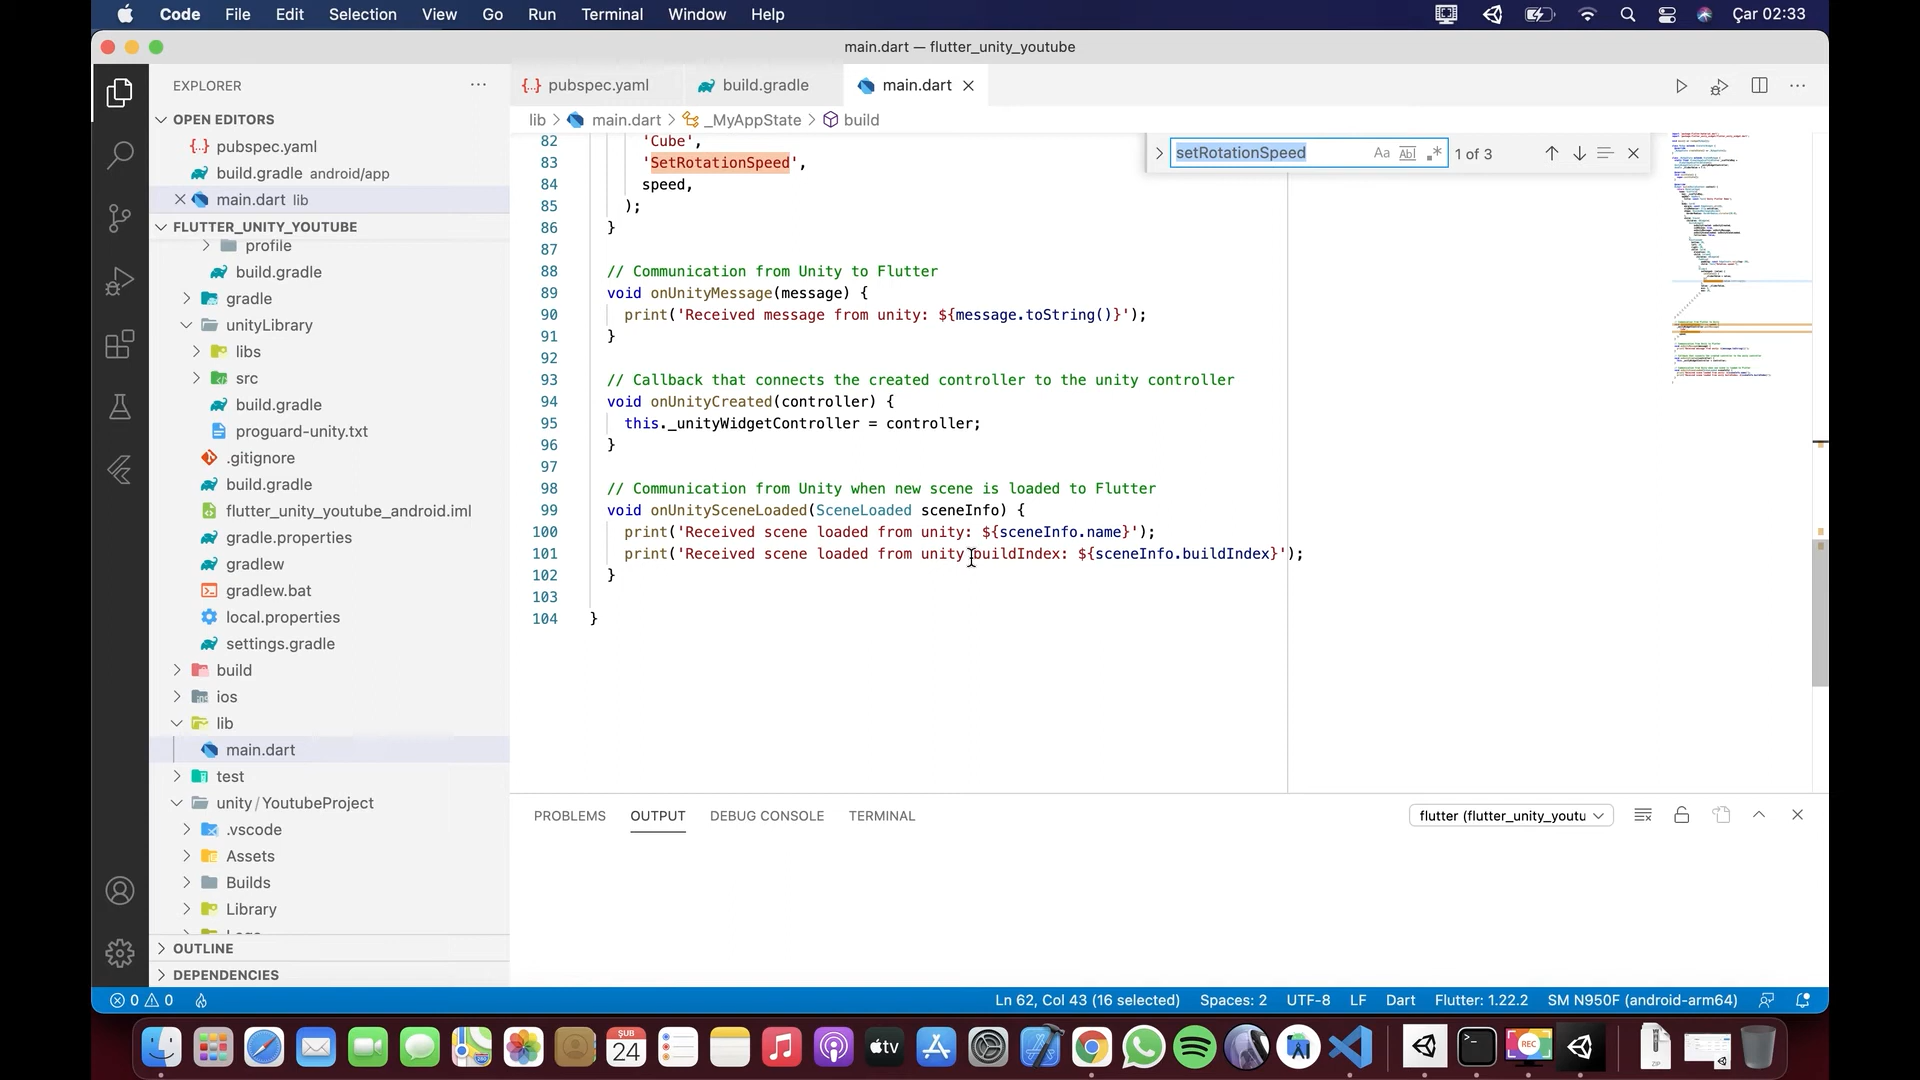 Code File Edit Selection View Go Run Terminal Window Help Çar 02:33
main.dart — flutter_unity_youtube
EXPLORER
pubspec.yaml build.gradle main.dart
OPEN EDITORS
lib > main.dart > _MyAppState > build
pubspec.yaml
build.gradle android/app
main.dart lib
FLUTTER_UNITY_YOUTUBE
profile
build.gradle
gradle
unityLibrary
libs
src
build.gradle
proguard-unity.txt
.gitignore
build.gradle
flutter_unity_youtube_android.iml
gradle.properties
gradlew
gradlew.bat
local.properties
settings.gradle
build
ios
lib
main.dart
test
unity / YoutubeProject
.vscode
Assets
Builds
Library
OUTLINE
DEPENDENCIES
setRotationSpeed Aa Abl .* 1 of 3
82 'Cube',
83 'SetRotationSpeed',
84 speed,
85 );
86 }
87
88 // Communication from Unity to Flutter
89 void onUnityMessage(message) {
90 print('Received message from unity: ${message.toString()}');
91 }
92
93 // Callback that connects the created controller to the unity controller
94 void onUnityCreated(controller) {
95 this._unityWidgetController = controller;
96 }
97
98 // Communication from Unity when new scene is loaded to Flutter
99 void onUnitySceneLoaded(SceneLoaded sceneInfo) {
100 print('Received scene loaded from unity: ${sceneInfo.name}');
101 print('Received scene loaded from unity buildIndex: ${sceneInfo.buildIndex}');
102 }
103
104 }
PROBLEMS OUTPUT DEBUG CONSOLE TERMINAL flutter (flutter_unity_youtu
0 0 Ln 62, Col 43 (16 selected) Spaces: 2 UTF-8 LF Dart Flutter: 1.22.2 SM N950F (android-arm64)
ŞUB
24
tv
REC
ZIP